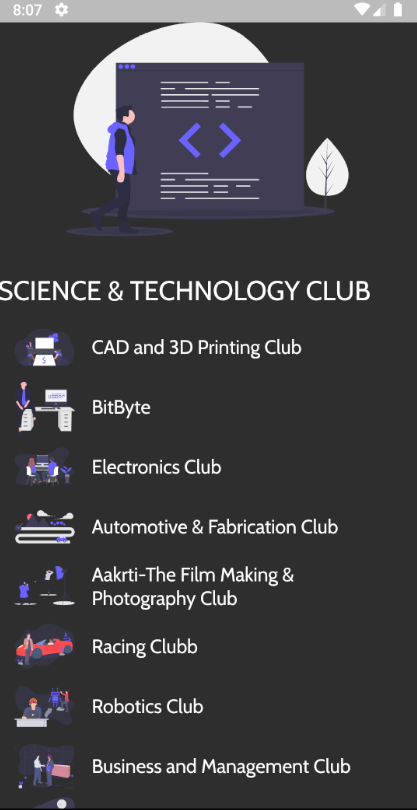 8:07
SCIENCE & TECHNOLOGY CLUB
CAD and 3D Printing Club
BitByte
Electronics Club
Automotive & Fabrication Club
Aakrti-The Film Making &
Photography Club
Racing Clubb
Robotics Club
Business and Management Club